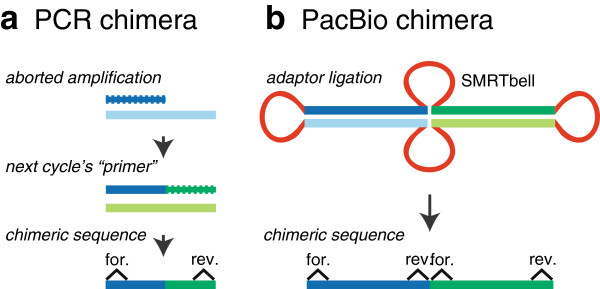 a PCR chimera
aborted amplification
next cycle's "primer"
chimeric sequence
for. rev.
b PacBio chimera
adaptor ligation SMRTbell
chimeric sequence
for. rev. for. rev.